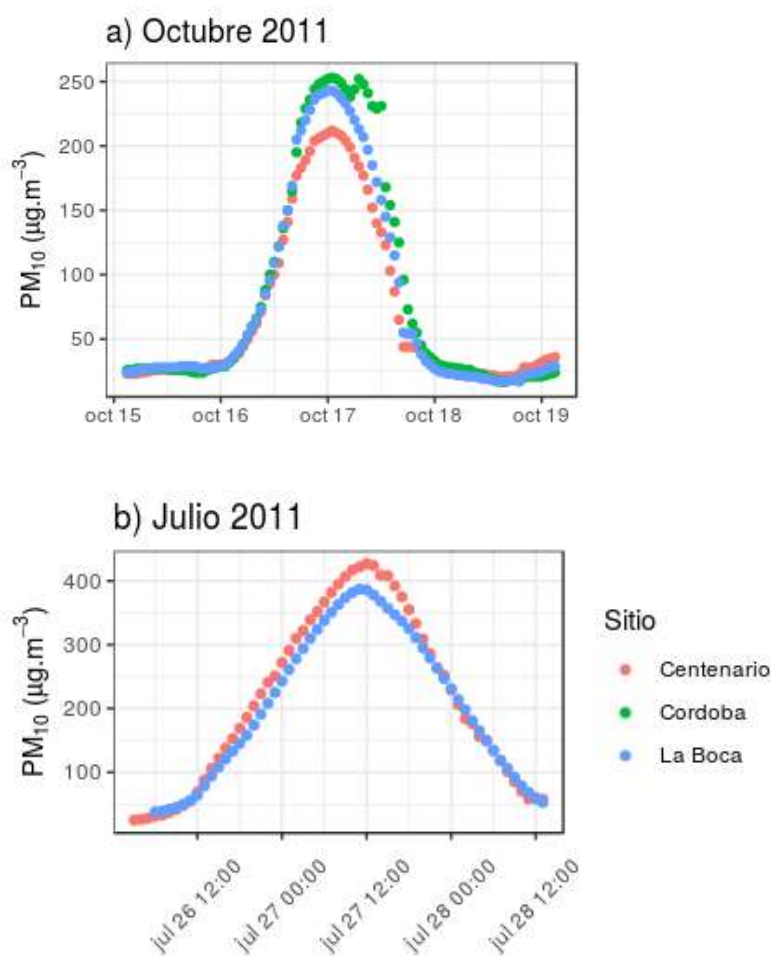 a) Octubre 2011
PM₁₀ (µg.m⁻³)
250
200
150
100
50
oct 15 oct 16 oct 17 oct 18 oct 19
b) Julio 2011
PM₁₀ (µg.m⁻³)
400
300
200
100
jul 26 12:00 jul 27 00:00 jul 27 12:00 jul 28 00:00 jul 28 12:00
Sitio
Centenario
Cordoba
La Boca